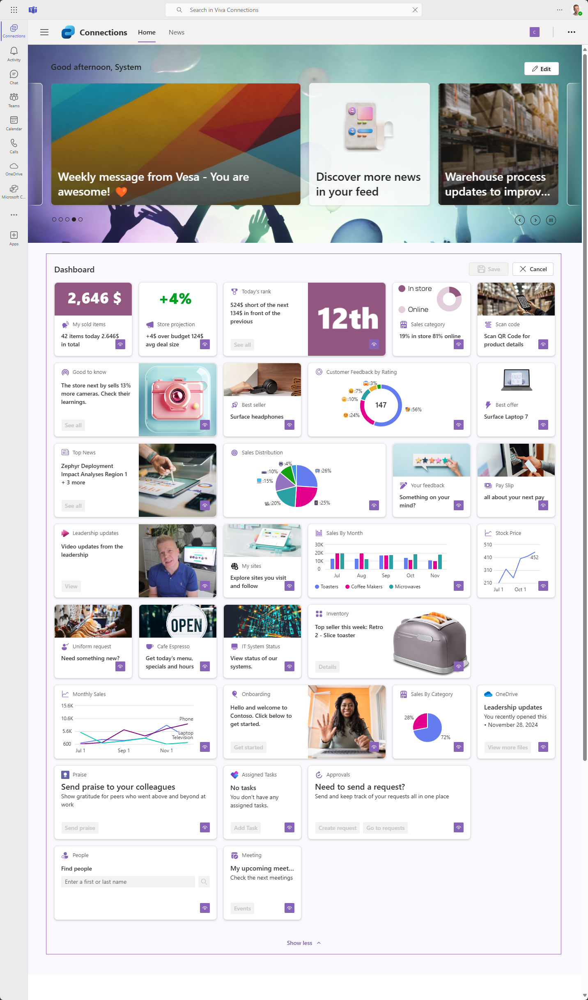 Search in Viva Connections
Connections
Home
News
C
Connections
Activity
Chat
Teams
Calendar
Calls
OneDrive
Microsoft C...
Apps
Good afternoon, System
Edit
Weekly message from Vesa - You are
awesome! ❤️
Discover more news
in your feed
Warehouse process
updates to improv...
Dashboard
Save
Cancel
2,646 $
My sold items
42 items today 2.646$
in total
+4%
Store projection
+4$ over budget 124$
avg deal size
Today's rank
524$ short of the next
134$ in front of the
previous
See all
12th
In store
Online
Sales category
19% in store 81% online
Scan code
Scan QR Code for
product details
Good to know
The store next by sells 13%
more cameras. Check their
learnings.
See all
Best seller
Surface headphones
Customer Feedback by Rating
:3%
:7%
:10%
:24%
147
:56%
Best offer
Surface Laptop 7
Top News
Zephyr Deployment
Impact Analyses Region 1
+ 3 more
See all
Sales Distribution
:4%
:10%
:15%
:20%
:26%
:25%
Your feedback
Something on your
mind?
Pay Slip
all about your next pay
Leadership updates
Video updates from the
leadership
View
My sites
Explore sites you visit
and follow
Sales By Month
30K
20K
10K
0
Jul Aug Sep Oct Nov
Toasters Coffee Makers Microwaves
Stock Price
510
410
310
210
452
Jul 1 Oct 1
Uniform request
Need something new?
OPEN
Cafe Espresso
Get today's menu,
specials and hours
IT System Status
View status of our
systems.
Inventory
Top seller this week: Retro
2 - Slice toaster
Details
Monthly Sales
15.6K
10.6K
5.6K
600
Phone
Laptop
Television
Jul 1 Sep 1 Nov 1
Onboarding
Hello and welcome to
Contoso. Click below to
get started.
Get started
Sales By Category
28%
72%
OneDrive
Leadership updates
You recently opened this
• November 28, 2024
View more files
Praise
Send praise to your colleagues
Show gratitude for peers who went above and beyond at
work
Send praise
Assigned Tasks
No tasks
You don't have any
assigned tasks.
Add Task
Approvals
Need to send a request?
Send and keep track of your requests all in one place
Create request Go to requests
People
Find people
Enter a first or last name
Meeting
My upcoming meet...
Check the next meetings
Events
Show less